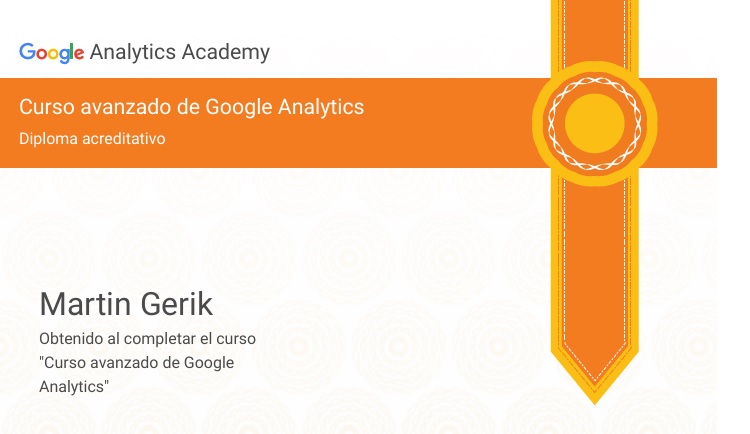 Google Analytics Academy
Curso avanzado de Google Analytics
Diploma acreditativo
Martin Gerik
Obtenido al completar el curso
"Curso avanzado de Google
Analytics"